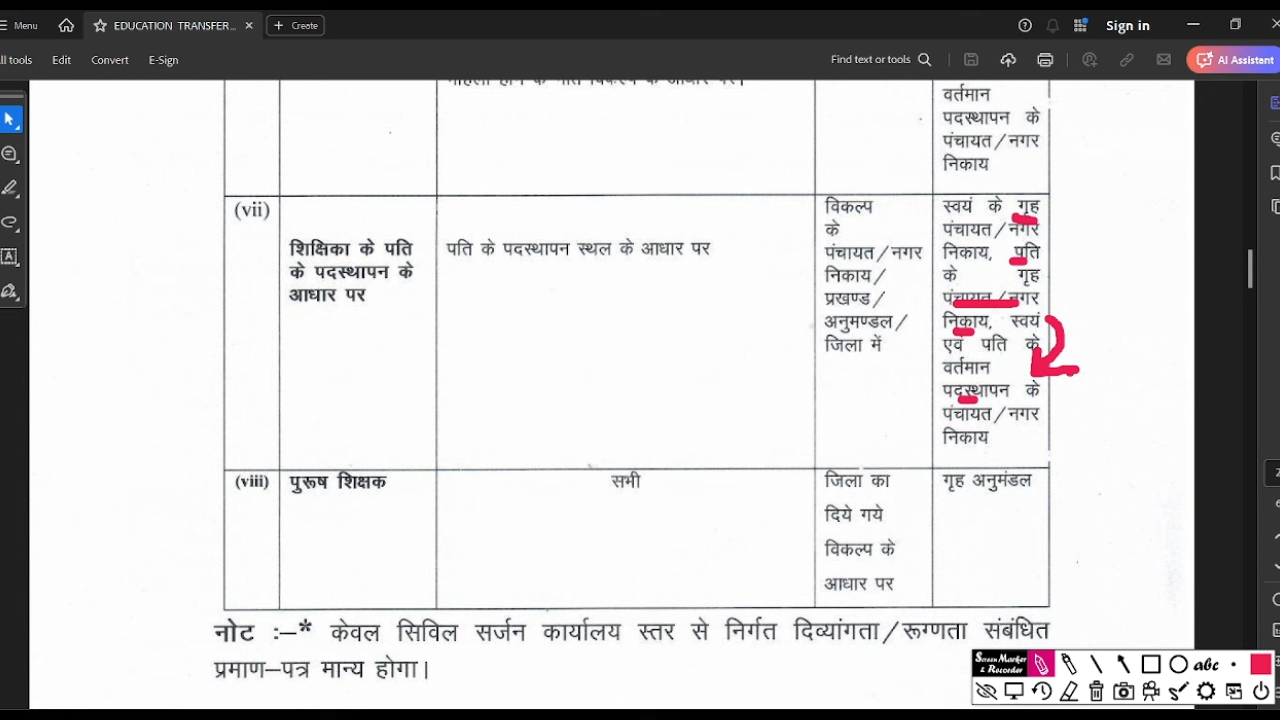 Menu
EDUCATION TRANSFER...
Create
Sign in
ll tools
Edit
Convert
E-Sign
Find text or tools
AI Assistant
वर्तमान
पदस्थापन के
पंचायत/नगर
निकाय
(vii)
शिक्षिका के पति
के पदस्थापन के
आधार पर
पति के पदस्थापन स्थल के आधार पर
विकल्प
के
पंचायत/नगर
निकाय/
प्रखण्ड/
अनुमण्डल/
जिला में
स्वयं के गृह
पंचायत/नगर
निकाय, पति
के गृह
पंचायत/नगर
निकाय, स्वयं
एवं पति के
वर्तमान
पदस्थापन के
पंचायत/नगर
निकाय
(viii)
पुरूष शिक्षक
सभी
जिला का
दिये गये
विकल्प के
आधार पर
गृह अनुमंडल
नोट :–* केवल सिविल सर्जन कार्यालय स्तर से निर्गत दिव्यांगता/रूग्णता संबंधित
प्रमाण–पत्र मान्य होगा।
Screen Marker
& Recorder
abc